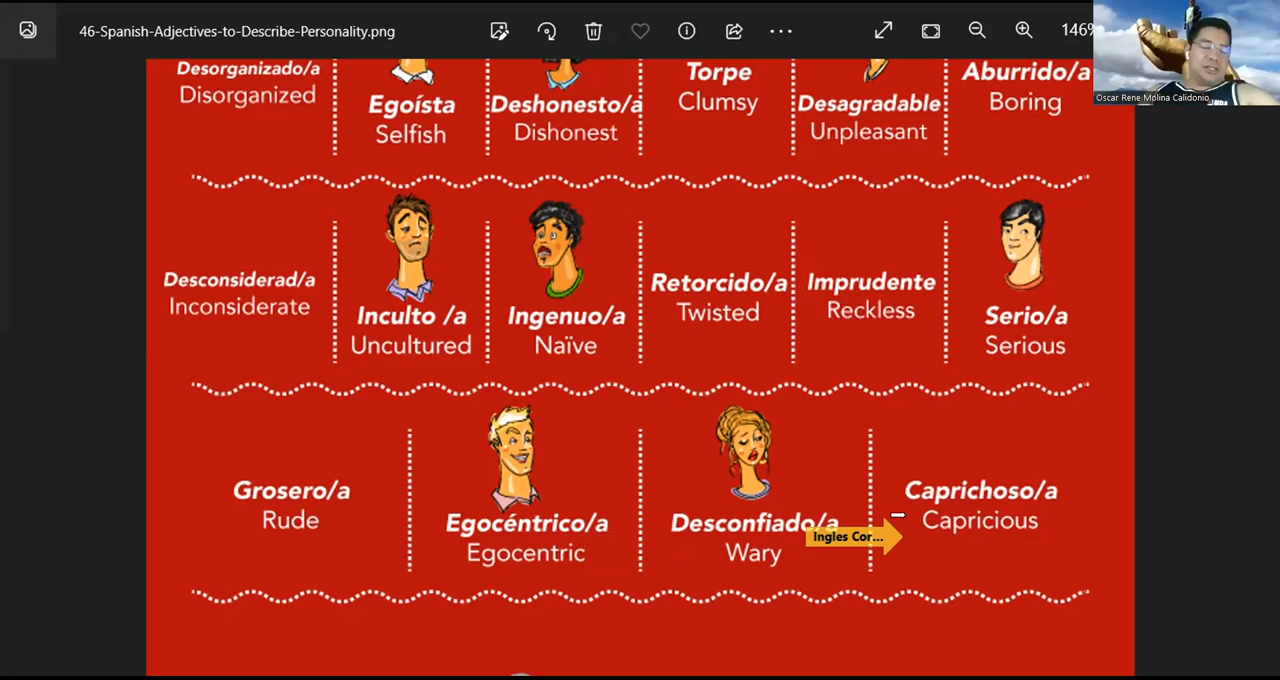 46-Spanish-Adjectives-to-Describe-Personality.png
146%
Oscar Rene Molina Calidonio
Desorganizado/a
Disorganized
Egoísta
Selfish
Deshonesto/a
Dishonest
Torpe
Clumsy
Desagradable
Unpleasant
Aburrido/a
Boring
Desconsiderad/a
Inconsiderate
Inculto /a
Uncultured
Ingenuo/a
Naïve
Retorcido/a
Twisted
Imprudente
Reckless
Serio/a
Serious
Grosero/a
Rude
Egocéntrico/a
Egocentric
Desconfiado/a
Wary
Ingles Cor...
Caprichoso/a
Capricious